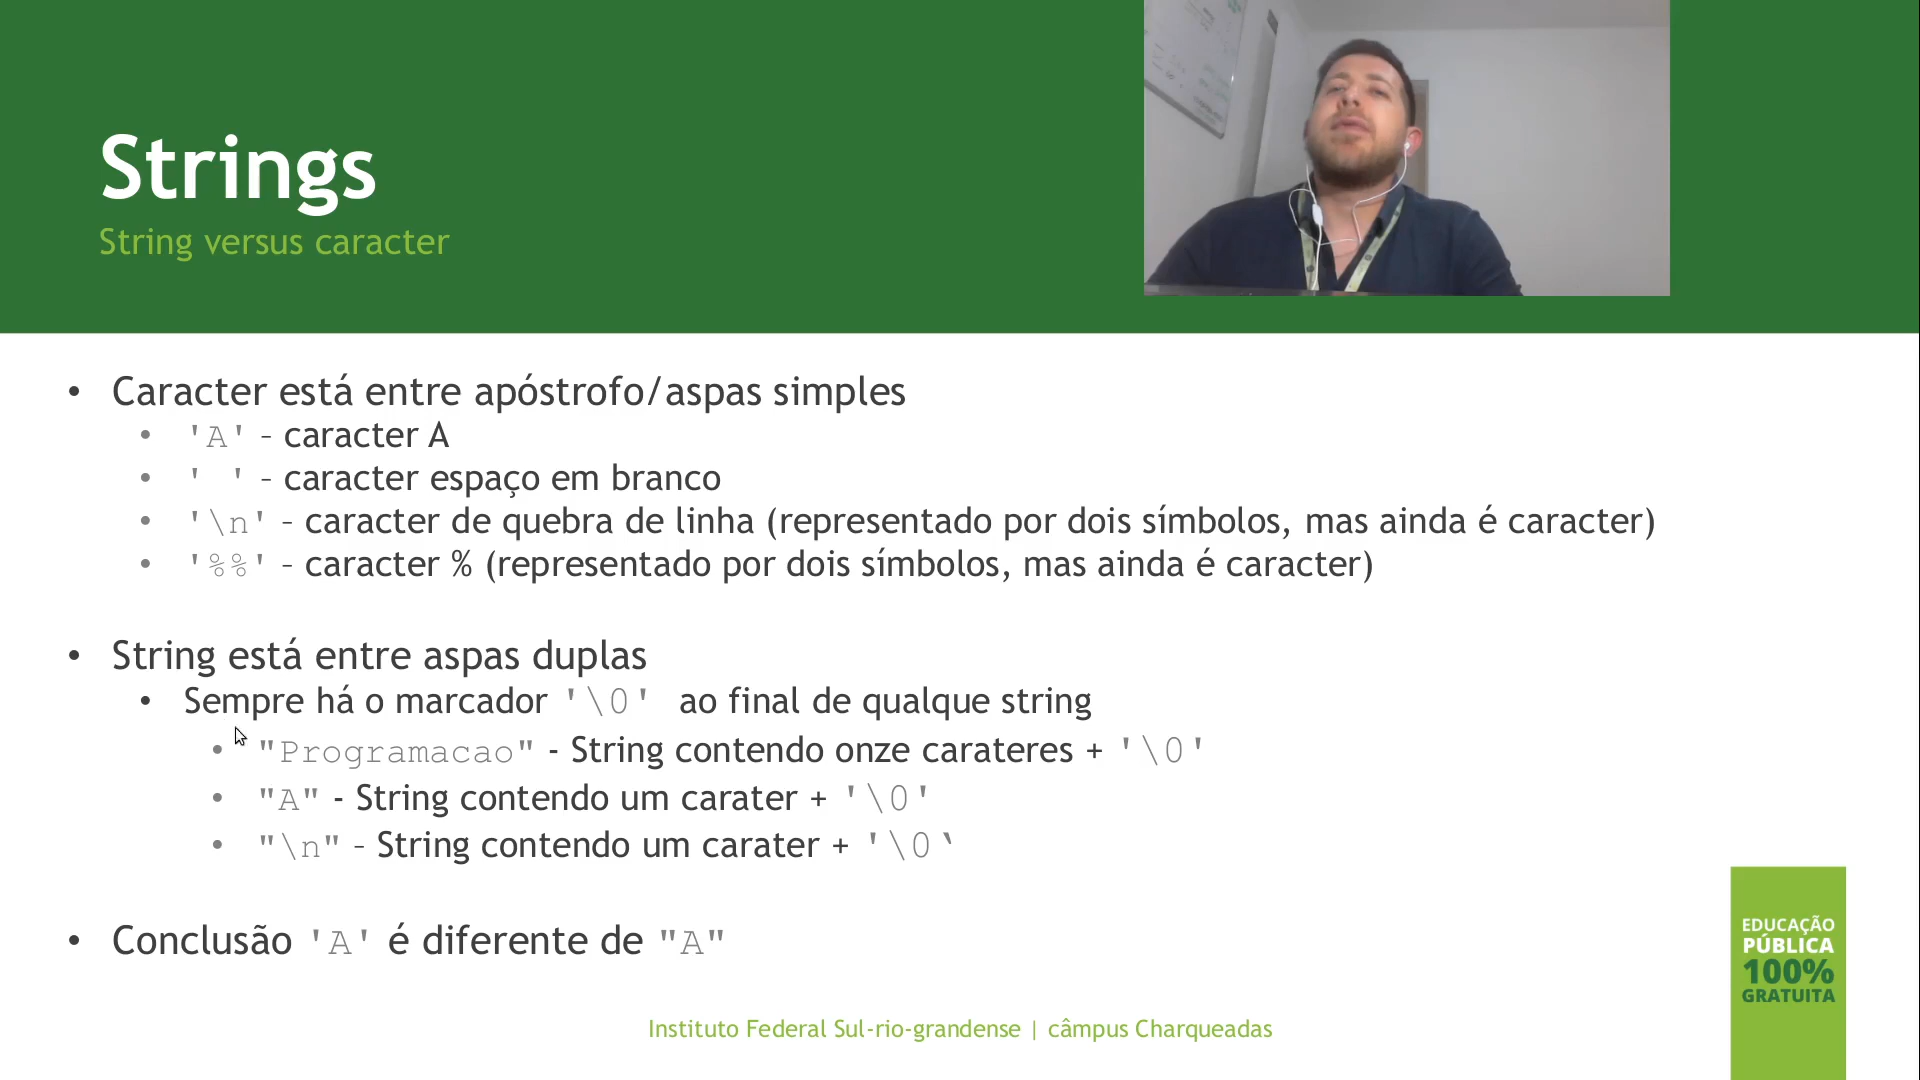 Strings
String versus caracter
• Caracter está entre apóstrofo/aspas simples
• 'A' – caracter A
• ' ' – caracter espaço em branco
• '\n' – caracter de quebra de linha (representado por dois símbolos, mas ainda é caracter)
• '%%' – caracter % (representado por dois símbolos, mas ainda é caracter)
• String está entre aspas duplas
• Sempre há o marcador '\0' ao final de qualque string
• "Programacao" - String contendo onze carateres + '\0'
• "A" - String contendo um carater + '\0'
• "\n" – String contendo um carater + '\0‘
• Conclusão 'A' é diferente de "A"
EDUCAÇÃO
PÚBLICA
100%
GRATUITA
Instituto Federal Sul-rio-grandense | câmpus Charqueadas